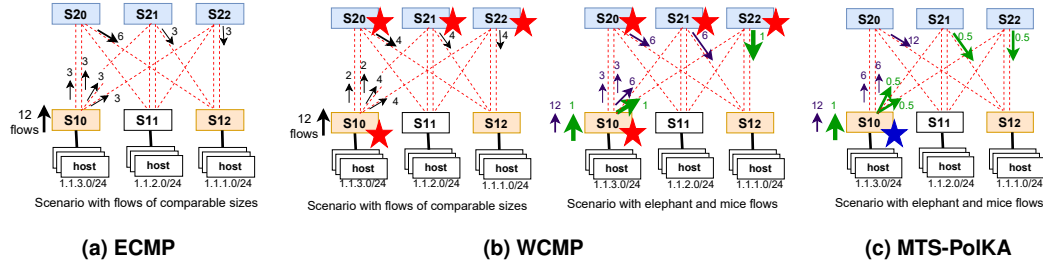 S20 S21 S22
6 3 3
3 3 3 3
12 flows
S10 S11 S12
host host host
1.1.3.0/24 1.1.2.0/24 1.1.1.0/24
Scenario with flows of comparable sizes
(a) ECMP
S20 S21 S22
4 4 4
2 2 4 4
12 flows
S10 S11 S12
host host host
1.1.3.0/24 1.1.2.0/24 1.1.1.0/24
Scenario with flows of comparable sizes
S20 S21 S22
6 6 1
3 3 6 1
12 1
S10 S11 S12
host host host
1.1.3.0/24 1.1.2.0/24 1.1.1.0/24
Scenario with elephant and mice flows
(b) WCMP
S20 S21 S22
12 0.5 0.5
6 6 0.5 0.5
12 1
S10 S11 S12
host host host
1.1.3.0/24 1.1.2.0/24 1.1.1.0/24
Scenario with elephant and mice flows
(c) MTS-PolKA